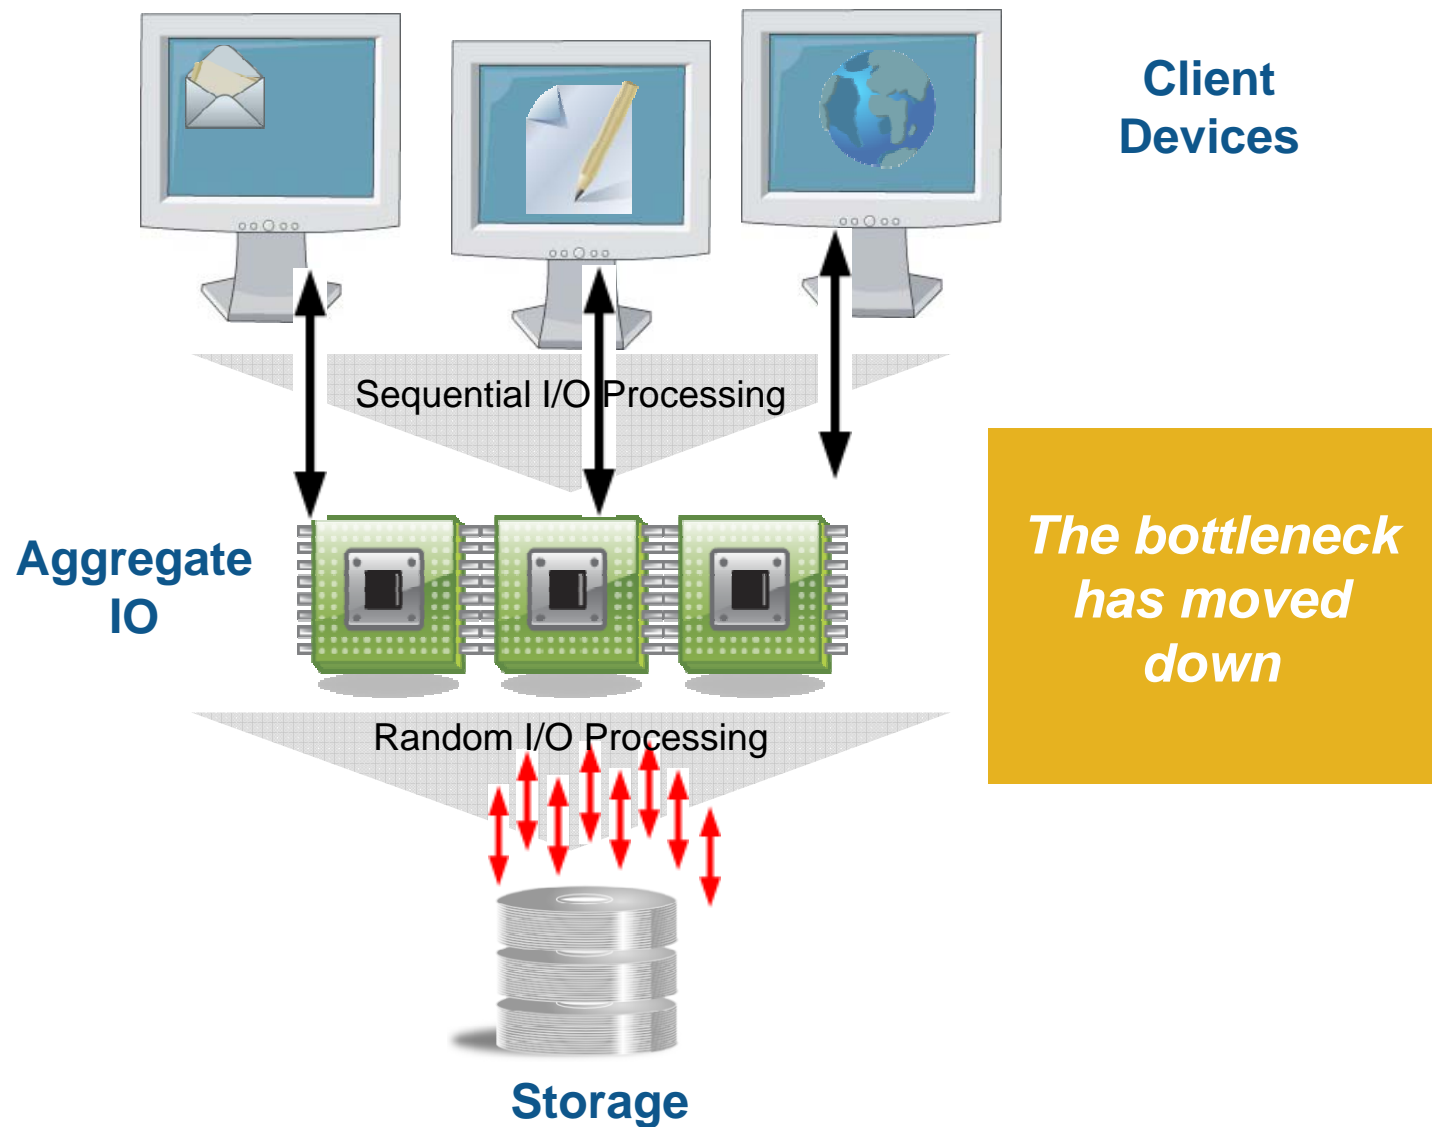 Client
Devices
Sequential I/O Processing
Aggregate
IO
The bottleneck
has moved
down
Random I/O Processing
Storage